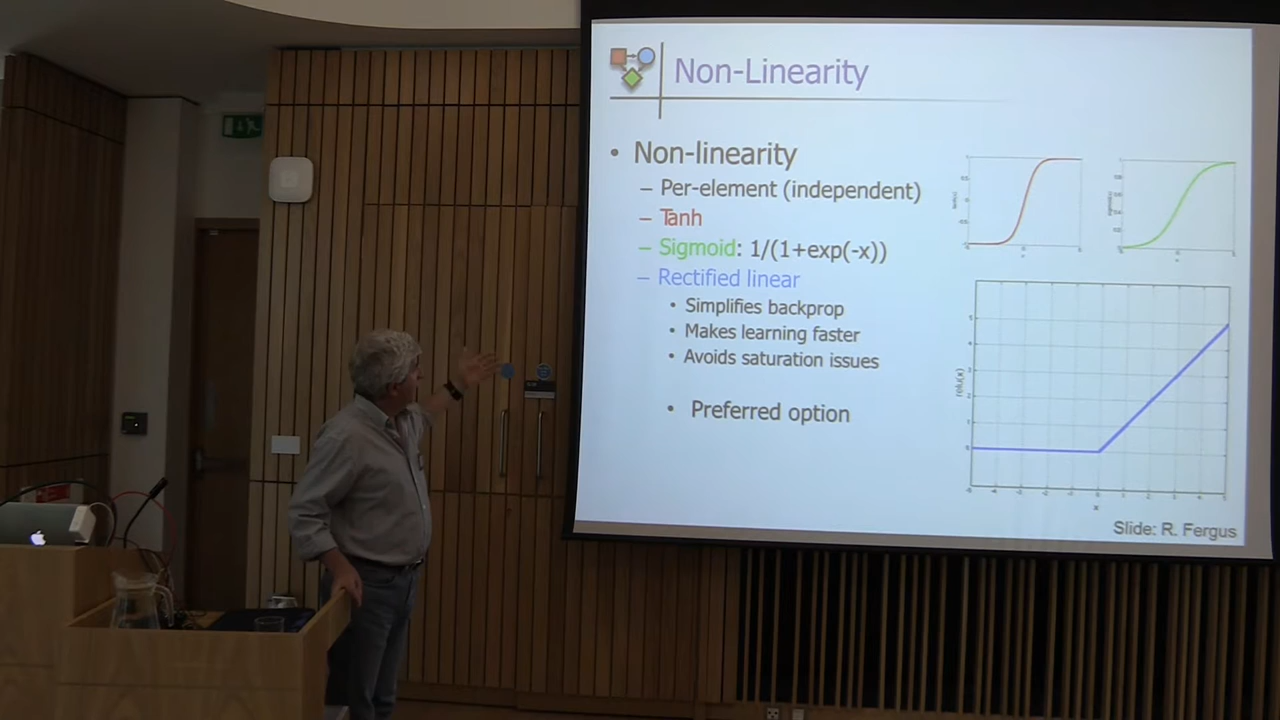 Non-Linearity
• Non-linearity
– Per-element (independent)
– Tanh
– Sigmoid: 1/(1+exp(-x))
– Rectified linear
• Simplifies backprop
• Makes learning faster
• Avoids saturation issues
• Preferred option
relu(x)
x
Slide: R. Fergus